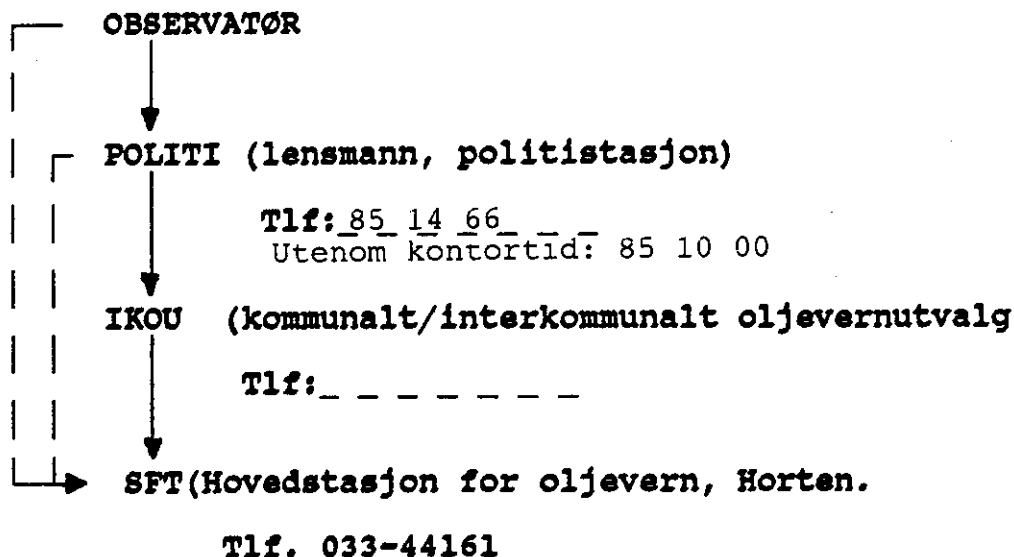 OBSERVATØR
POLITI (lensmann, politistasjon)
Tlf: 85 14 66
Utenom kontortid: 85 10 00
IKOU (kommunalt/interkommunalt oljevernutvalg
Tlf:_ _ _ _ _ _ _
SFT(Hovedstasjon for oljevern, Horten.
Tlf. 033-44161